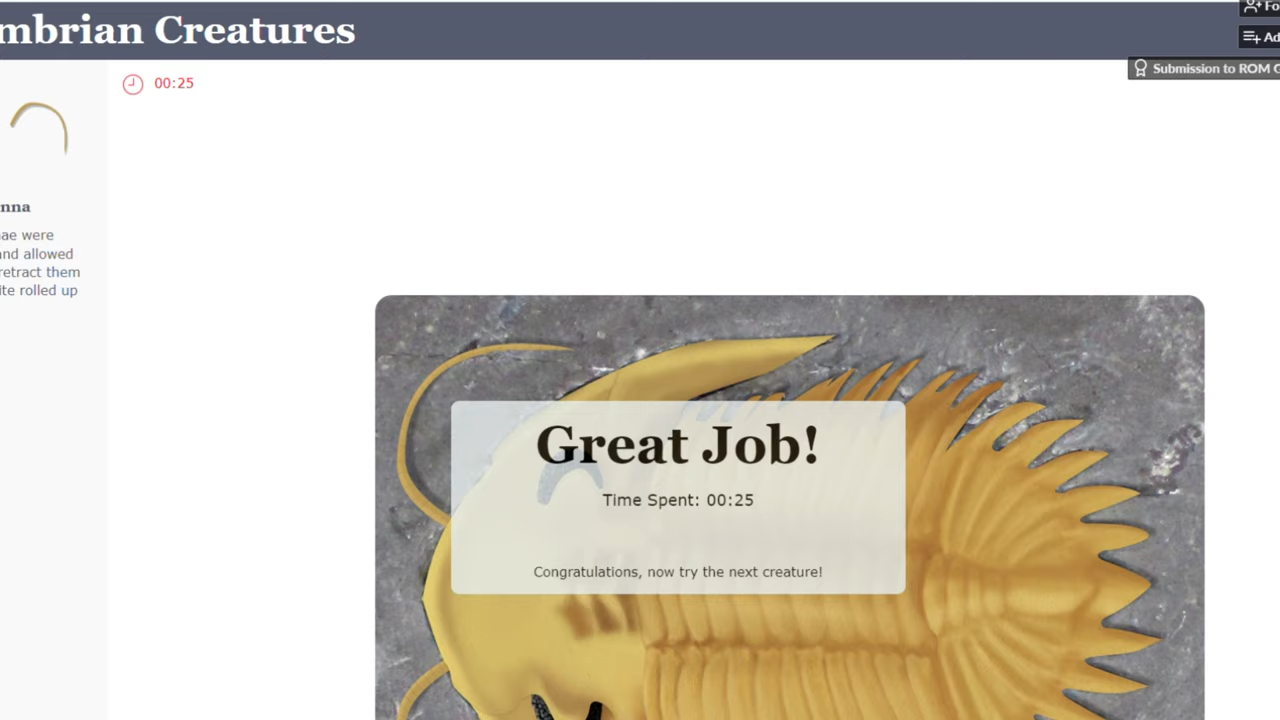 mbrian Creatures
Fo
Ad
Submission to ROM G
00:25
nna
ae were
and allowed
retract them
ite rolled up
Great Job!
Time Spent: 00:25
Congratulations, now try the next creature!